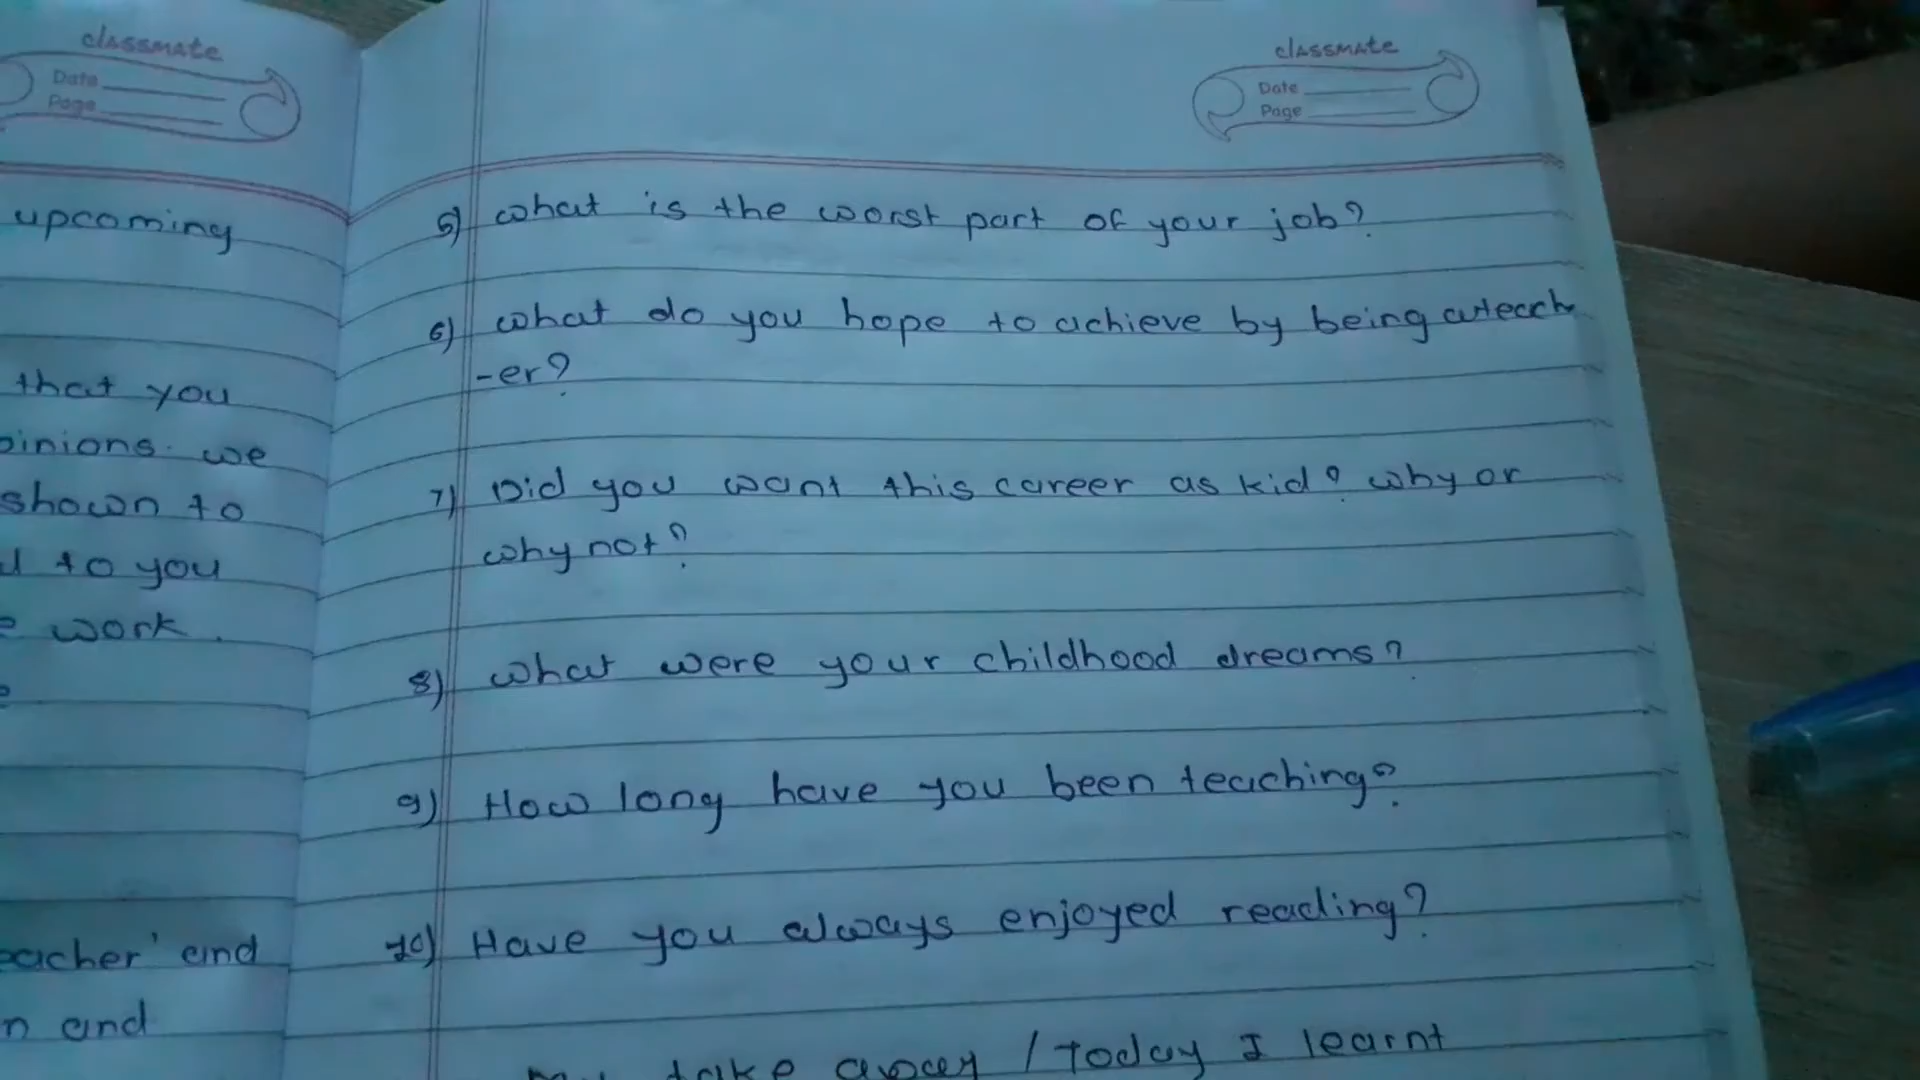 classmate
Date
Page
upcoming
that you
pinions. we
shown to
d to you
e work.
eacher' and
n and
classmate
Date
Page
5) what is the worst part of your job?
6) what do you hope to achieve by being a teach
-er?
7) Did you want this career as kid? why or
why not?
8) what were your childhood dreams?
9) How long have you been teaching?
10) Have you always enjoyed reading?
My take away / Today I learnt